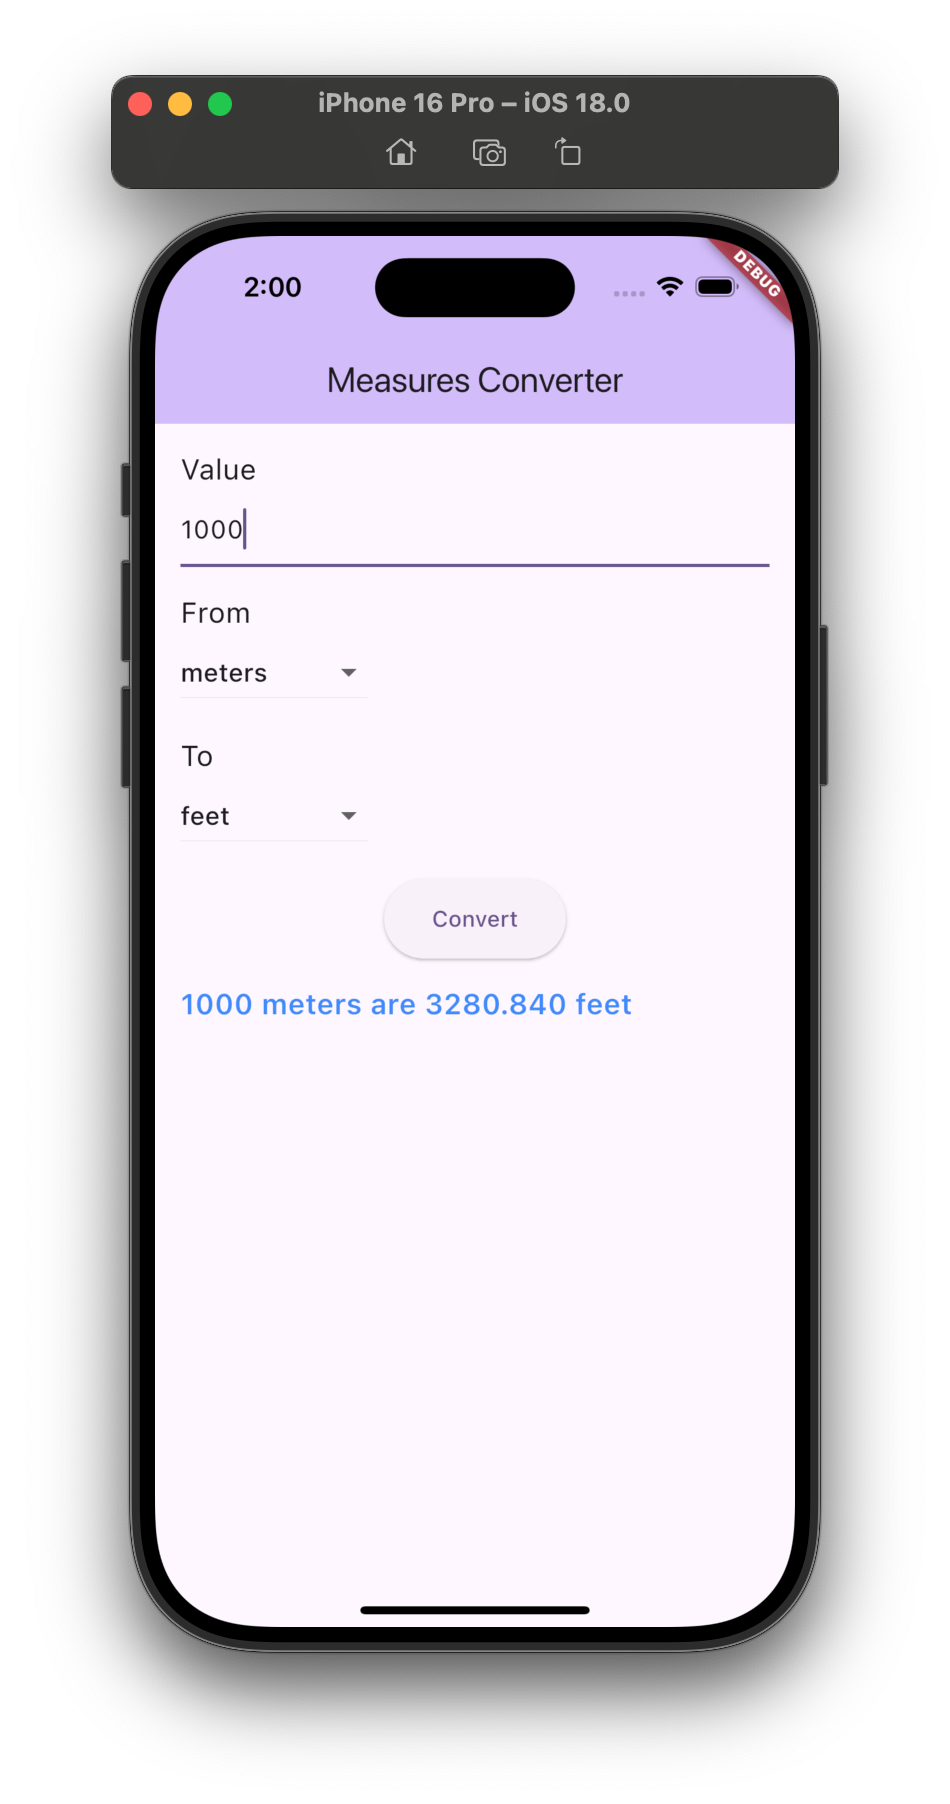 iPhone 16 Pro – iOS 18.0
2:00
DEBUG
Measures Converter
Value
1000
From
meters
To
feet
Convert
1000 meters are 3280.840 feet